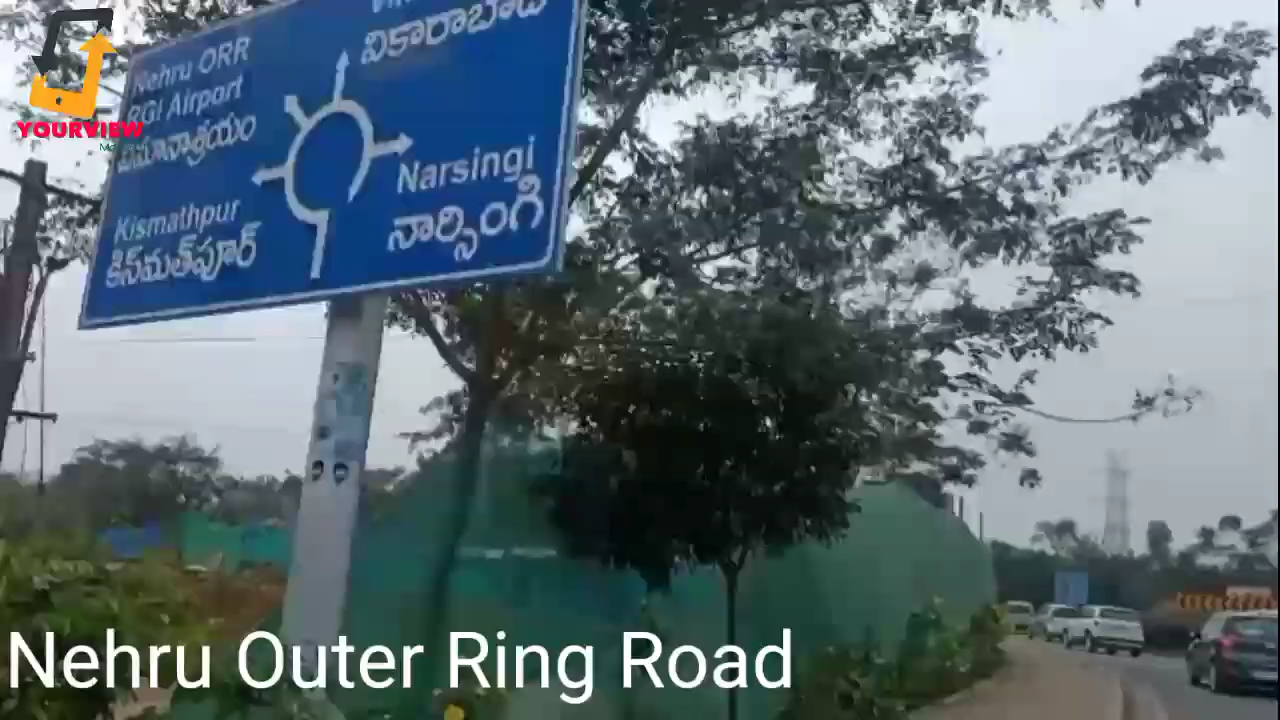 YOURVIEW
Nehru ORR
RGI Airport
విమానాశ్రయం
Kismathpur
కిస్మత్‌పూర్
వికారాబాద్
Narsingi
నార్సింగి
Nehru Outer Ring Road